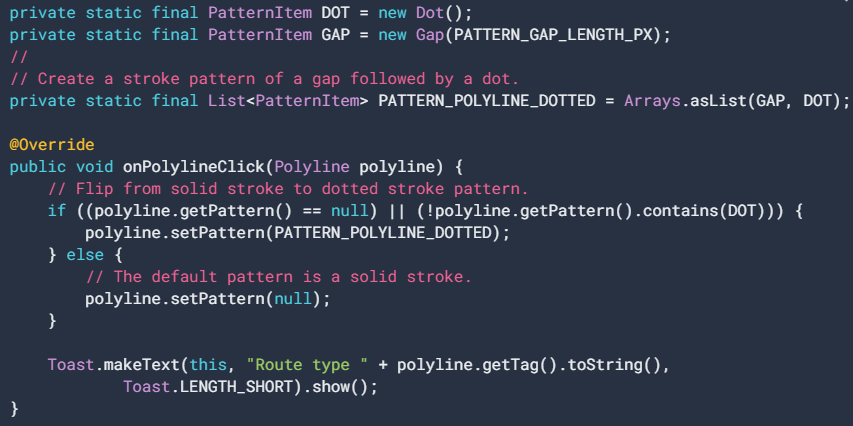 private static final PatternItem DOT = new Dot();
private static final PatternItem GAP = new Gap(PATTERN_GAP_LENGTH_PX);
//
// Create a stroke pattern of a gap followed by a dot.
private static final List<PatternItem> PATTERN_POLYLINE_DOTTED = Arrays.asList(GAP, DOT);

@Override
public void onPolylineClick(Polyline polyline) {
    // Flip from solid stroke to dotted stroke pattern.
    if ((polyline.getPattern() == null) || (!polyline.getPattern().contains(DOT))) {
        polyline.setPattern(PATTERN_POLYLINE_DOTTED);
    } else {
        // The default pattern is a solid stroke.
        polyline.setPattern(null);
    }

    Toast.makeText(this, "Route type " + polyline.getTag().toString(),
            Toast.LENGTH_SHORT).show();
}